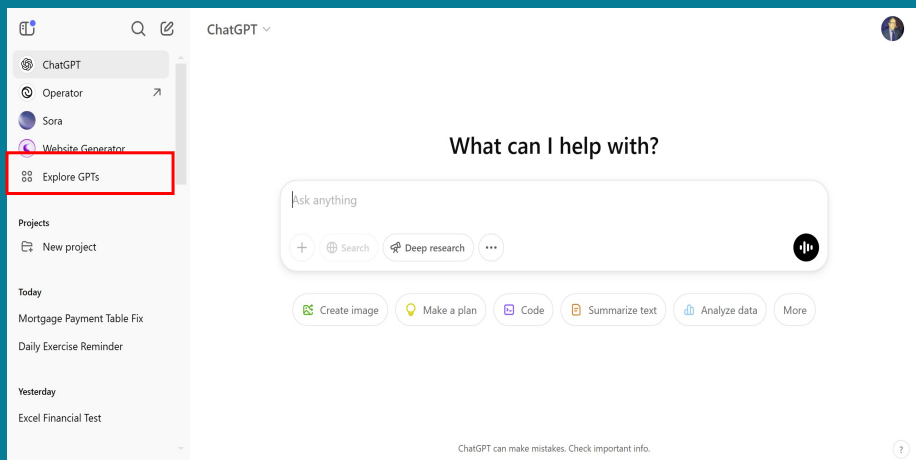 ChatGPT
Operator
Sora
Website Generator
Explore GPTs
Projects
New project
Today
Mortgage Payment Table Fix
Daily Exercise Reminder
Yesterday
Excel Financial Test
ChatGPT
What can I help with?
Ask anything
Search
Deep research
Create image
Make a plan
Code
Summarize text
Analyze data
More
ChatGPT can make mistakes. Check important info.
?